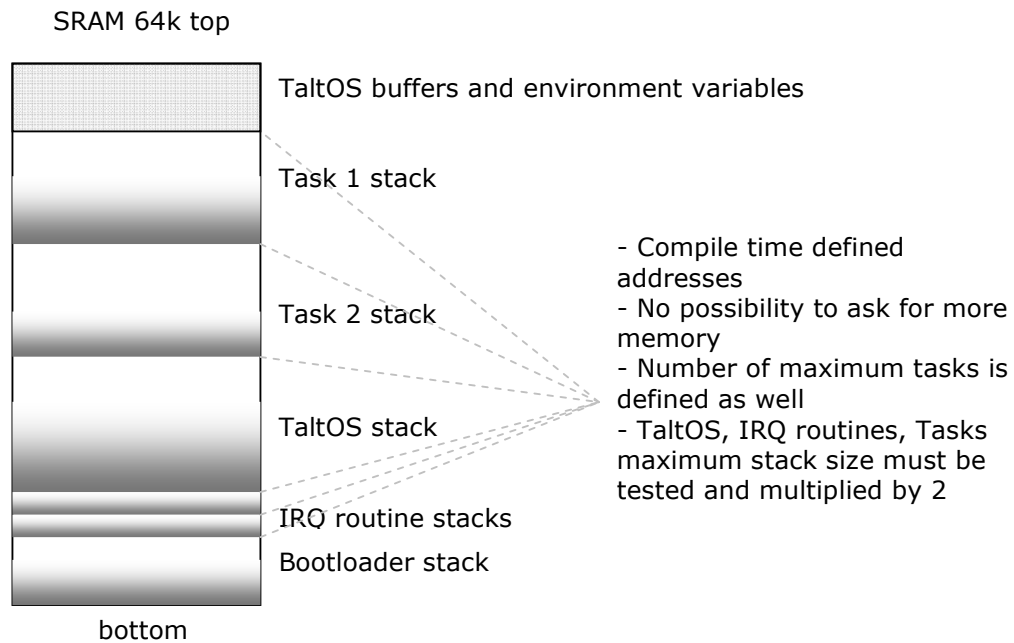 SRAM 64k top
TaltOS buffers and environment variables
Task 1 stack
Task 2 stack
TaltOS stack
IRQ routine stacks
Bootloader stack
bottom
- Compile time defined
addresses
- No possibility to ask for more
memory
- Number of maximum tasks is
defined as well
- TaltOS, IRQ routines, Tasks
maximum stack size must be
tested and multiplied by 2